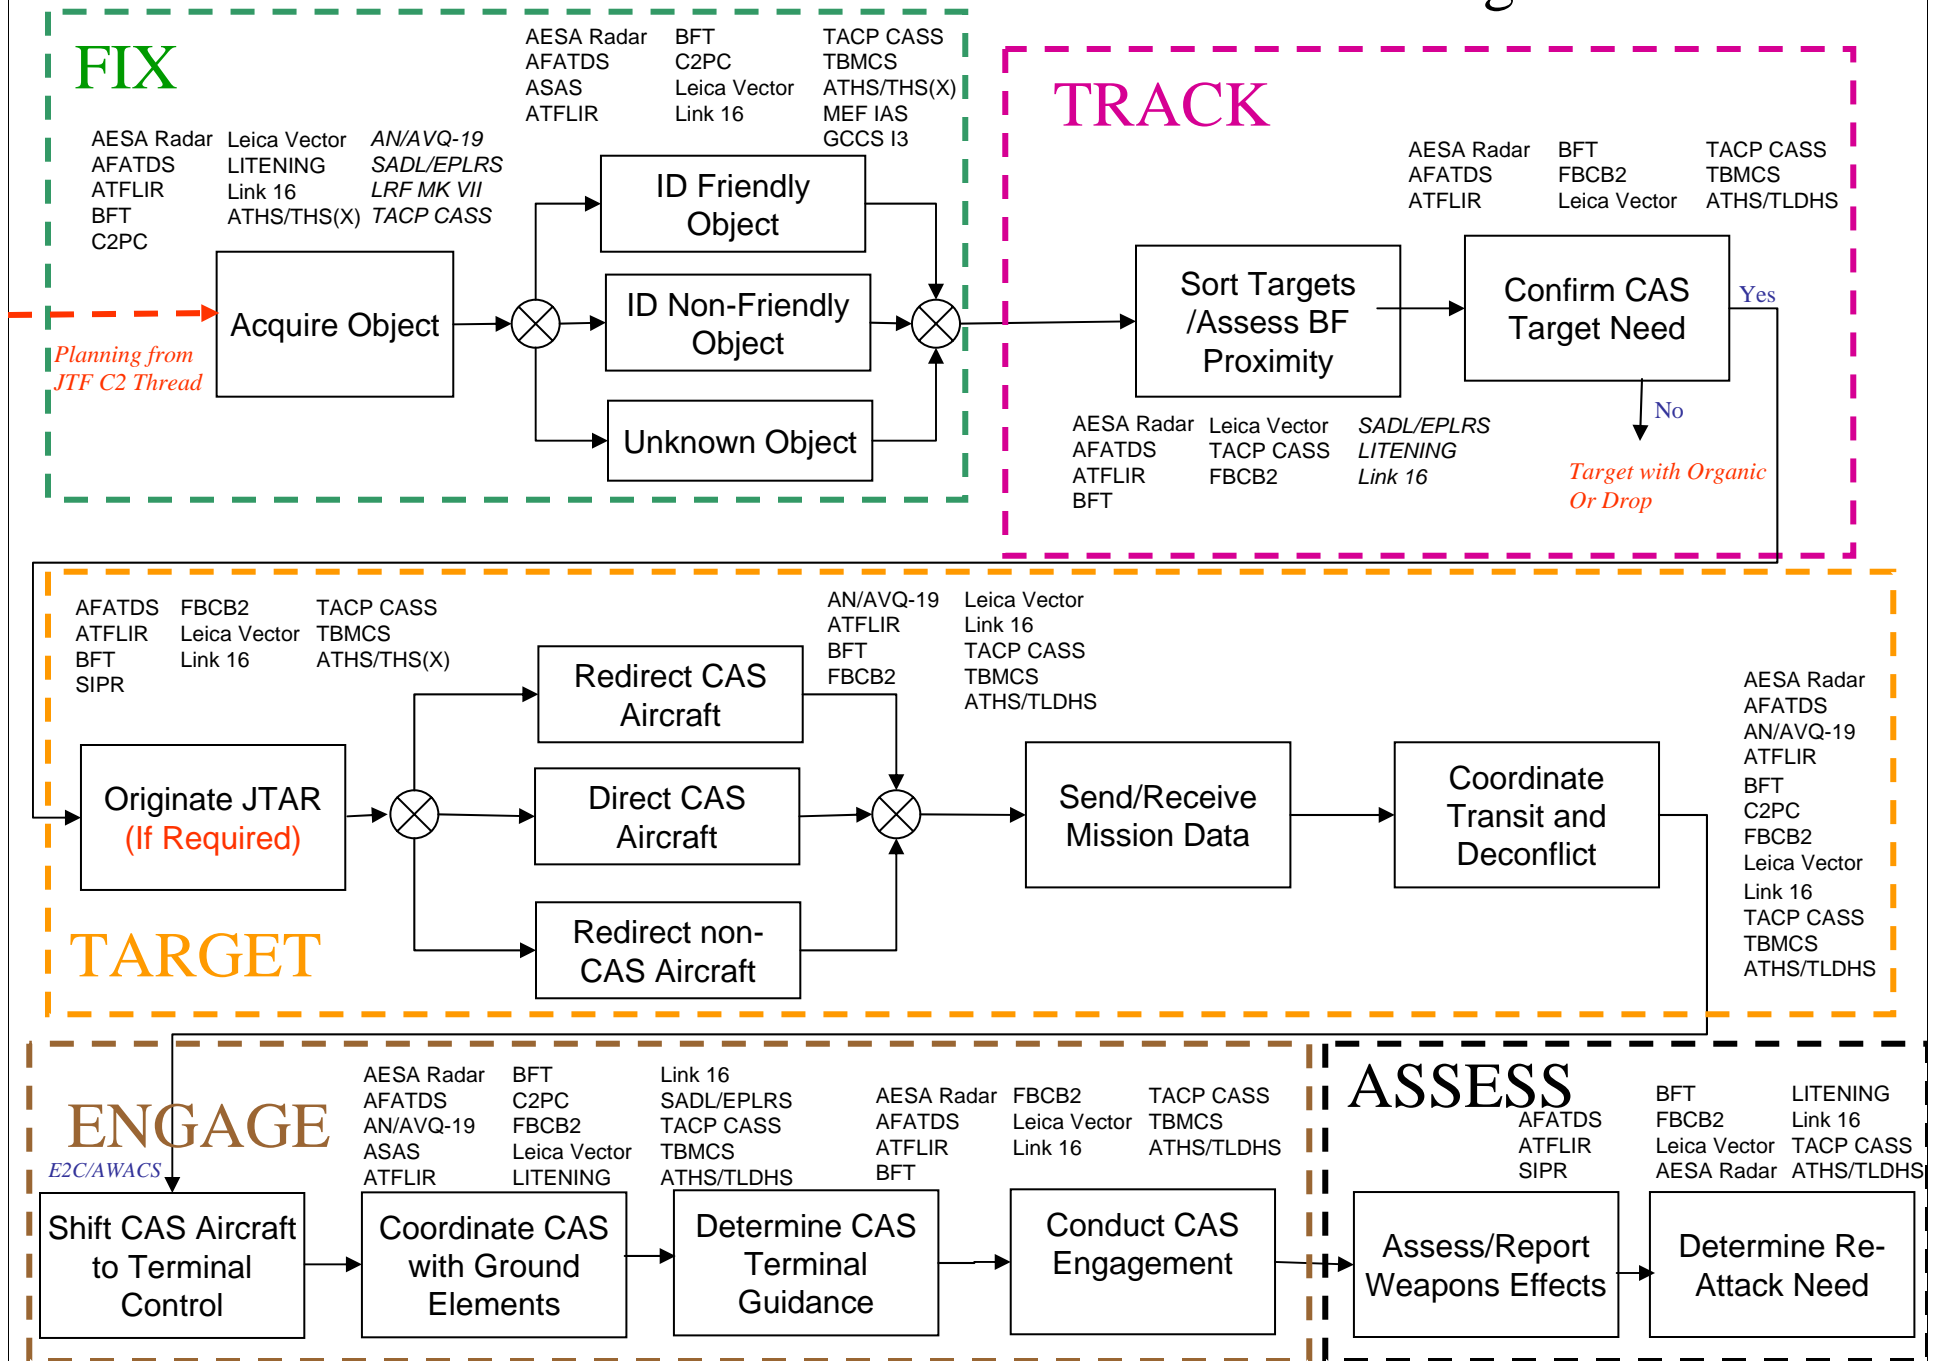 FIX
AESA Radar
AFATDS
ASAS
ATFLIR
BFT
C2PC
Leica Vector
Link 16
TACP CASS
TBMCS
ATHS/THS(X)
MEF IAS
GCCS I3
AESA Radar
AFATDS
ATFLIR
BFT
C2PC
Leica Vector
LITENING
Link 16
ATHS/THS(X)
AN/AVQ-19
SADL/EPLRS
LRF MK VII
TACP CASS
Planning from
JTF C2 Thread
Acquire Object
ID Friendly
Object
ID Non-Friendly
Object
Unknown Object
TRACK
AESA Radar
AFATDS
ATFLIR
BFT
FBCB2
Leica Vector
TACP CASS
TBMCS
ATHS/TLDHS
Sort Targets
/Assess BF
Proximity
Confirm CAS
Target Need
Yes
No
Target with Organic
Or Drop
AESA Radar
AFATDS
ATFLIR
BFT
Leica Vector
TACP CASS
FBCB2
SADL/EPLRS
LITENING
Link 16
AFATDS
ATFLIR
BFT
SIPR
FBCB2
Leica Vector
Link 16
TACP CASS
TBMCS
ATHS/THS(X)
AN/AVQ-19
ATFLIR
BFT
FBCB2
Leica Vector
Link 16
TACP CASS
TBMCS
ATHS/TLDHS
AESA Radar
AFATDS
AN/AVQ-19
ATFLIR
BFT
C2PC
FBCB2
Leica Vector
Link 16
TACP CASS
TBMCS
ATHS/TLDHS
Originate JTAR
(If Required)
Redirect CAS
Aircraft
Direct CAS
Aircraft
Redirect non-
CAS Aircraft
Send/Receive
Mission Data
Coordinate
Transit and
Deconflict
TARGET
ENGAGE
E2C/AWACS
AESA Radar
AFATDS
AN/AVQ-19
ASAS
ATFLIR
BFT
C2PC
FBCB2
Leica Vector
LITENING
Link 16
SADL/EPLRS
TACP CASS
TBMCS
ATHS/TLDHS
AESA Radar
AFATDS
ATFLIR
BFT
FBCB2
Leica Vector
Link 16
TACP CASS
TBMCS
ATHS/TLDHS
Shift CAS Aircraft
to Terminal
Control
Coordinate CAS
with Ground
Elements
Determine CAS
Terminal
Guidance
Conduct CAS
Engagement
ASSESS
AFATDS
ATFLIR
SIPR
BFT
FBCB2
Leica Vector
AESA Radar
LITENING
Link 16
TACP CASS
ATHS/TLDHS
Assess/Report
Weapons Effects
Determine Re-
Attack Need